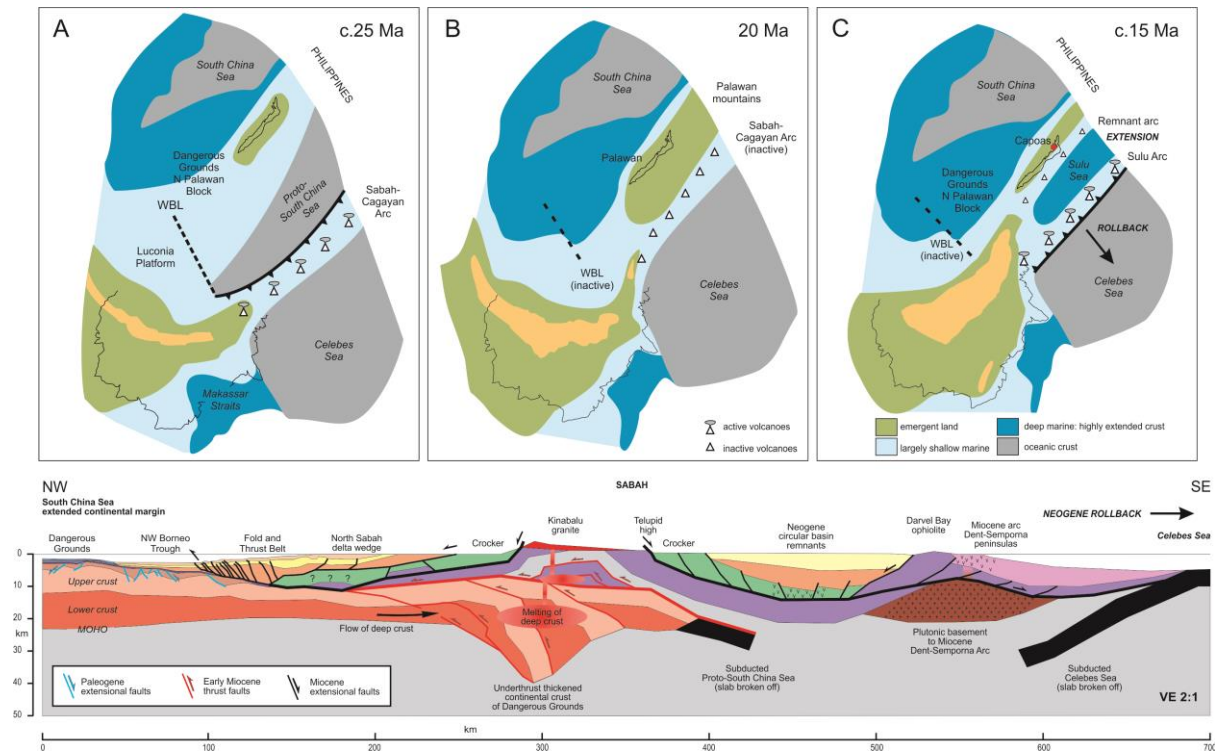 A
c.25 Ma
South China
Sea
PHILIPPINES
Dangerous
Grounds
N Palawan
Block
WBL
Proto-
South China
Sea
Sabah-
Cagayan
Arc
Luconia
Platform
Celebes
Sea
Makassar
Straits
B
20 Ma
South China
Sea
Palawan
mountains
Sabah-
Cagayan Arc
(inactive)
Palawan
WBL
(inactive)
Celebes
Sea
active volcanoes
inactive volcanoes
C
c.15 Ma
South China
Sea
PHILIPPINES
Remnant arc
EXTENSION
Capoas
Sulu Arc
Sulu
Sea
Dangerous
Grounds
N Palawan
Block
WBL
(inactive)
ROLLBACK
Celebes
Sea
emergent land
deep marine: highly extended crust
largely shallow marine
oceanic crust
NW
SABAH
SE
South China Sea
extended continental margin
NEOGENE ROLLBACK
Celebes Sea
Dangerous
Grounds
NW Borneo
Trough
Fold and
Thrust Belt
North Sabah
delta wedge
Crocker
Kinabalu
granite
Telupid
high
Crocker
Neogene
circular basin
remnants
Darvel Bay
ophiolite
Miocene arc
Dent-Semporna
peninsulas
0
10
20
km
30
40
50
0
10
20
30
40
50
Upper crust
Lower crust
MOHO
? ? ?
Flow of deep crust
Melting of
deep crust
Underthrust thickened
continental crust
of Dangerous Grounds
Subducted
Proto-South China Sea
(slab broken off)
Plutonic basement
to Miocene
Dent-Semporna Arc
Subducted
Celebes Sea
(slab broken off)
VE 2:1
Paleogene
extensional faults
Early Miocene
thrust faults
Miocene
extensional faults
km
0 100 200 300 400 500 600 700